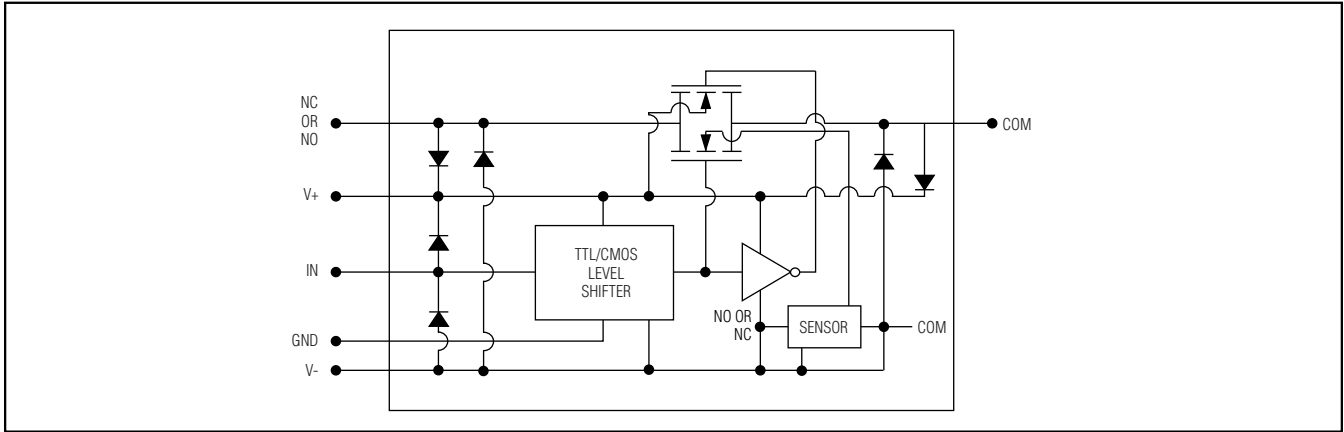 NC
OR
NO
COM
V+
IN
TTL/CMOS
LEVEL
SHIFTER
NO OR
NC
SENSOR
COM
GND
V-